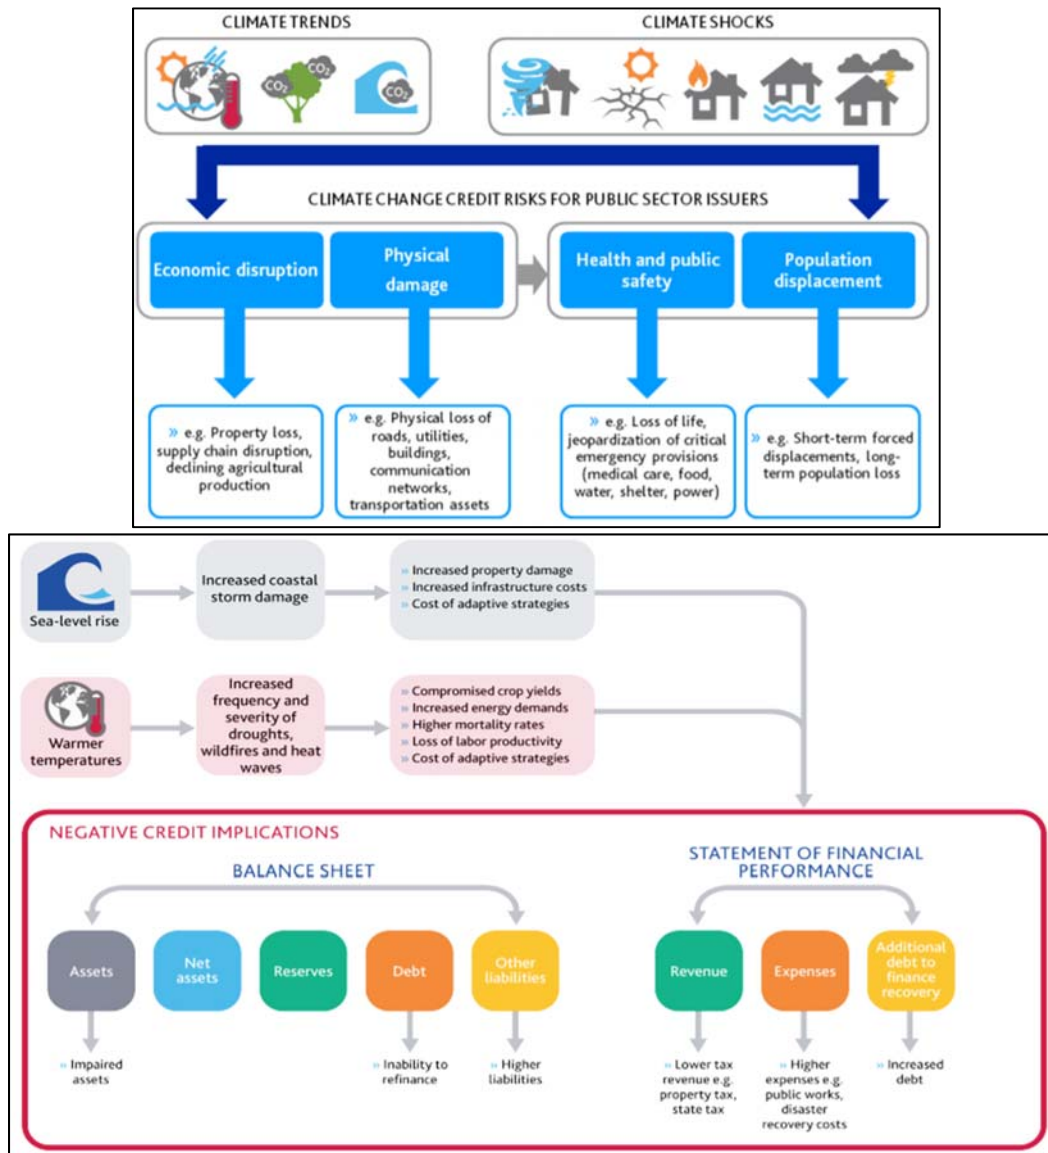 CLIMATE TRENDS
CLIMATE SHOCKS
CO2
CO2
CO2
CLIMATE CHANGE CREDIT RISKS FOR PUBLIC SECTOR ISSUERS
Economic disruption
Physical
damage
Health and public
safety
Population
displacement
» e.g. Property loss,
supply chain disruption,
declining agricultural
production
» e.g. Physical loss of
roads, utilities,
buildings,
communication
networks,
transportation assets
» e.g. Loss of life,
jeopardization of critical
emergency provisions
(medical care, food,
water, shelter, power)
» e.g. Short-term forced
displacements, long-
term population loss
Sea-level rise
Increased coastal
storm damage
» Increased property damage
» Increased infrastructure costs
» Cost of adaptive strategies
Warmer
temperatures
Increased
frequency and
severity of
droughts,
wildfires and heat
waves
» Compromised crop yields
» Increased energy demands
» Higher mortality rates
» Loss of labor productivity
» Cost of adaptive strategies
NEGATIVE CREDIT IMPLICATIONS
BALANCE SHEET
STATEMENT OF FINANCIAL
PERFORMANCE
Assets
Net
assets
Reserves
Debt
Other
liabilities
Revenue
Expenses
Additional
debt to
finance
recovery
» Impaired
assets
» Inability to
refinance
» Higher
liabilities
» Lower tax
revenue e.g.
property tax,
state tax
» Higher
expenses e.g.
public works,
disaster
recovery costs
» Increased
debt